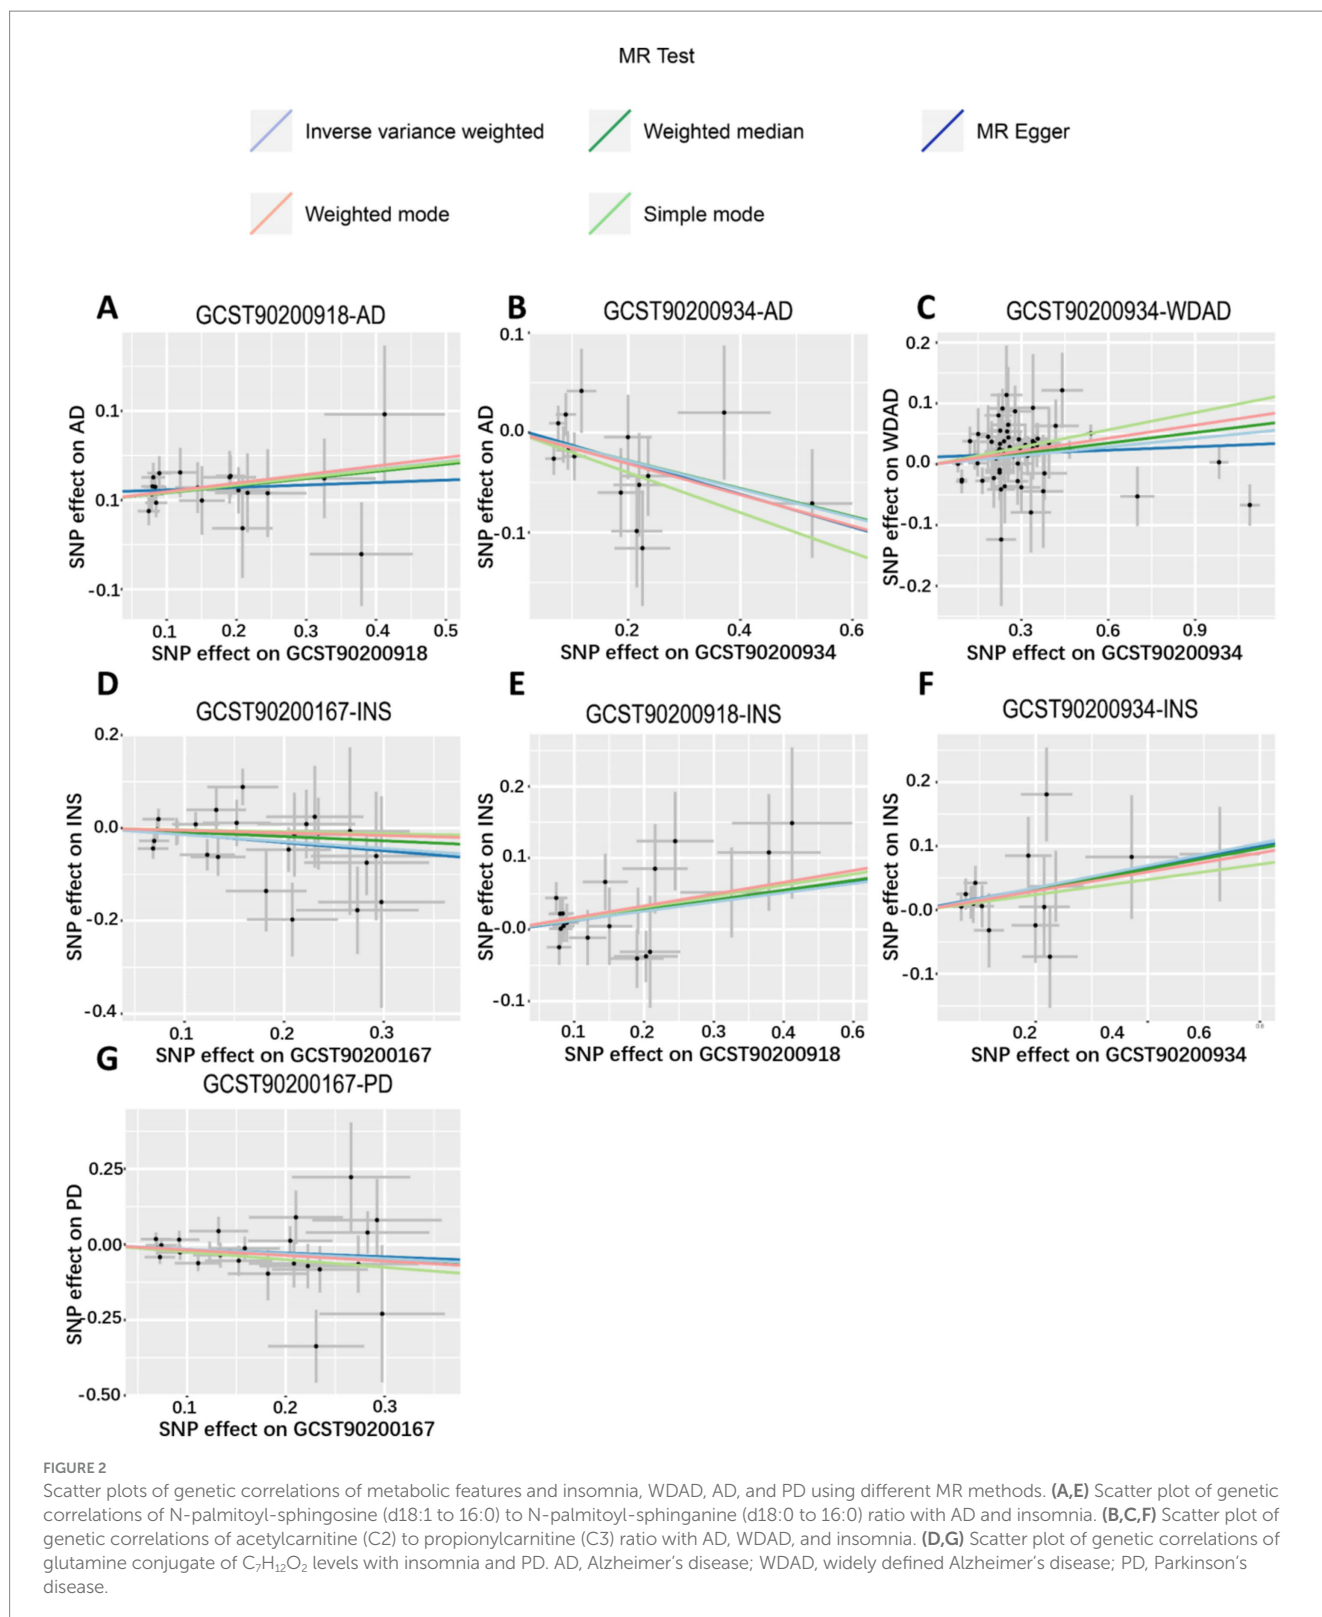 MR Test
Inverse variance weighted
Weighted median
MR Egger
Weighted mode
Simple mode
A
GCST90200918-AD
SNP effect on AD
0.1
0.1
-0.1
0.1 0.2 0.3 0.4 0.5
SNP effect on GCST90200918
B
GCST90200934-AD
SNP effect on AD
0.1
0.0
-0.1
0.2 0.4 0.6
SNP effect on GCST90200934
C
GCST90200934-WDAD
SNP effect on WDAD
0.2
0.1
0.0
-0.1
-0.2
0.3 0.6 0.9
SNP effect on GCST90200934
D
GCST90200167-INS
SNP effect on INS
0.2
0.0
-0.2
-0.4
0.1 0.2 0.3
SNP effect on GCST90200167
E
GCST90200918-INS
SNP effect on INS
0.2
0.1
-0.0
-0.1
0.1 0.2 0.3 0.4 0.6
SNP effect on GCST90200918
F
GCST90200934-INS
SNP effect on INS
0.2
0.1
-0.0
-0.1
0.2 0.4 0.6
SNP effect on GCST90200934
G
GCST90200167-PD
SNP effect on PD
0.25
0.00
-0.25
-0.50
0.1 0.2 0.3
SNP effect on GCST90200167
FIGURE 2
Scatter plots of genetic correlations of metabolic features and insomnia, WDAD, AD, and PD using different MR methods. (A,E) Scatter plot of genetic
correlations of N-palmitoyl-sphingosine (d18:1 to 16:0) to N-palmitoyl-sphinganine (d18:0 to 16:0) ratio with AD and insomnia. (B,C,F) Scatter plot of
genetic correlations of acetylcarnitine (C2) to propionylcarnitine (C3) ratio with AD, WDAD, and insomnia. (D,G) Scatter plot of genetic correlations of
glutamine conjugate of C₇H₁₂O₂ levels with insomnia and PD. AD, Alzheimer's disease; WDAD, widely defined Alzheimer's disease; PD, Parkinson's
disease.